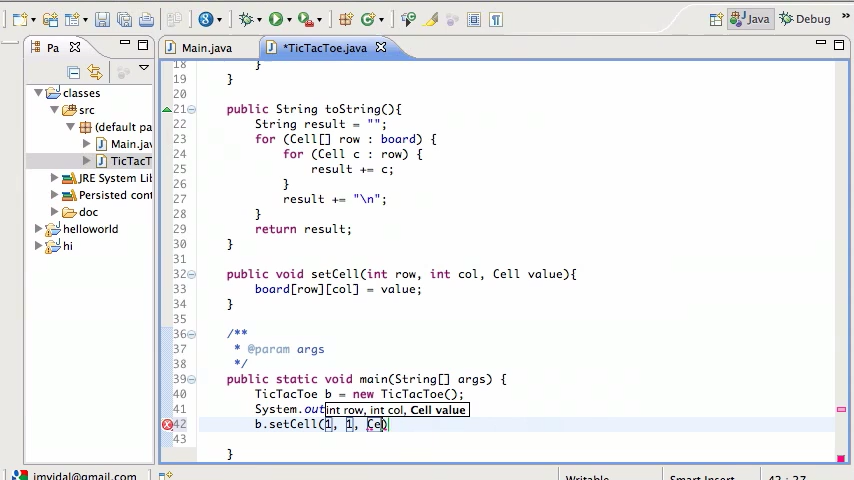 Java
Debug
»
Pa
Main.java
*TicTacToe.java
classes
src
(default pa
Main.jav
TicTacT
JRE System Lib
Persisted cont
doc
helloworld
hi
18 }
19 }
20
21 public String toString(){
22 String result = "";
23 for (Cell[] row : board) {
24 for (Cell c : row) {
25 result += c;
26 }
27 result += "\n";
28 }
29 return result;
30 }
31
32 public void setCell(int row, int col, Cell value){
33 board[row][col] = value;
34 }
35
36 /**
37 * @param args
38 */
39 public static void main(String[] args) {
40 TicTacToe b = new TicTacToe();
41 System.out
int row, int col, Cell value
42 b.setCell(1, 1, Ce)
43
}
jmvidal@gmail.com
Writable
Smart Insert
42 : 27